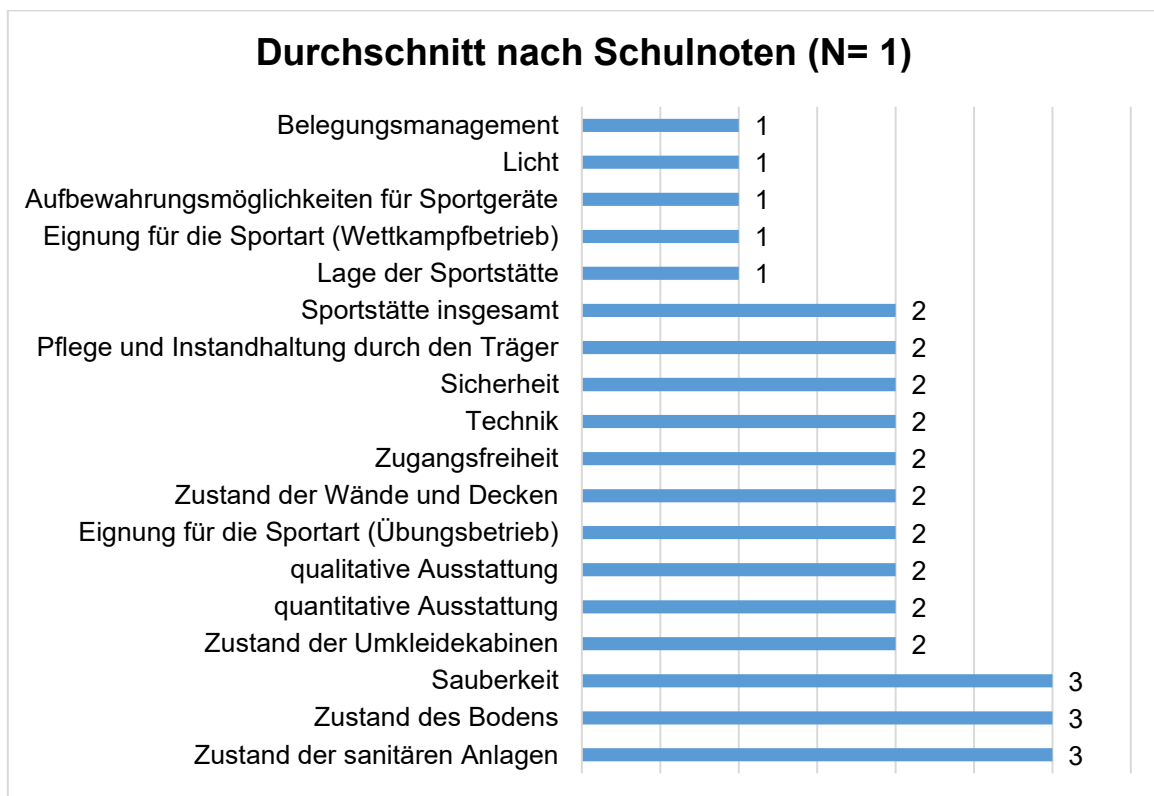 Durchschnitt nach Schulnoten (N= 1)
Belegungsmanagement 1
Licht 1
Aufbewahrungsmöglichkeiten für Sportgeräte 1
Eignung für die Sportart (Wettkampfbetrieb) 1
Lage der Sportstätte 1
Sportstätte insgesamt 2
Pflege und Instandhaltung durch den Träger 2
Sicherheit 2
Technik 2
Zugangsfreiheit 2
Zustand der Wände und Decken 2
Eignung für die Sportart (Übungsbetrieb) 2
qualitative Ausstattung 2
quantitative Ausstattung 2
Zustand der Umkleidekabinen 2
Sauberkeit 3
Zustand des Bodens 3
Zustand der sanitären Anlagen 3